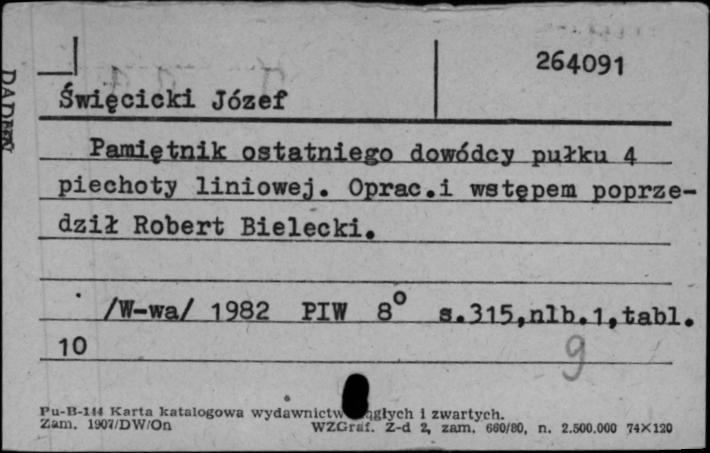 264091
Święcicki Józef
Pamiętnik ostatniego dowódcy pułku 4
piechoty liniowej. Oprac.i wstępem poprze-
dził Robert Bielecki.
/W-wa/ 1982 PIW 8° s.315,nlb.1,tabl.
10 9
Pu-B-144 Karta katalogowa wydawnictw ciągłych i zwartych.
Zam. 1907/DW/On WZGraf. Z-d 2, zam. 660/80, n. 2.500.000 74×120